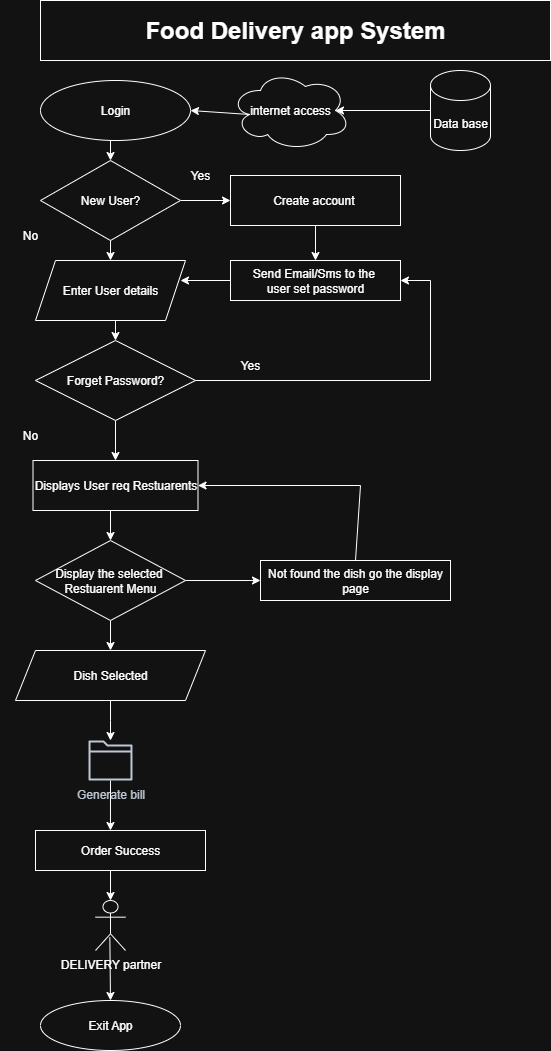 Food Delivery app System
Login
internet access
Data base
New User?
Yes
Create account
No
Enter User details
Send Email/Sms to the
user set password
Forget Password?
Yes
No
Displays User req Restuarents
Display the selected
Restuarent Menu
Not found the dish go the display
page
Dish Selected
Generate bill
Order Success
DELIVERY partner
Exit App